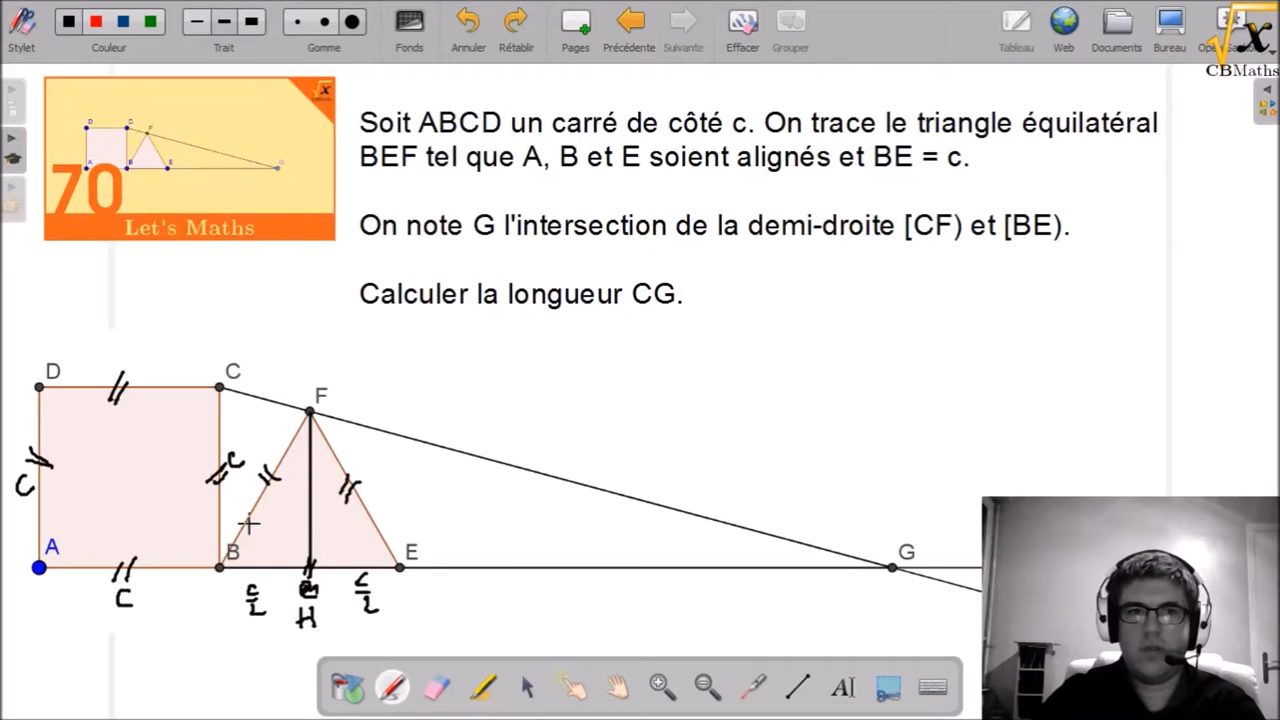 Stylet
Couleur
Trait
Gomme
Fonds
Annuler
Rétablir
Pages
Précédente
Suivante
Effacer
Grouper
Tableau
Web
Documents
Bureau
CBMaths
70
Let's Maths
Soit ABCD un carré de côté c. On trace le triangle équilatéral
BEF tel que A, B et E soient alignés et BE = c.
On note G l'intersection de la demi-droite [CF) et [BE).
Calculer la longueur CG.
D
C
F
C
C
A
B
E
G
C
c/2
H
c/2
AI